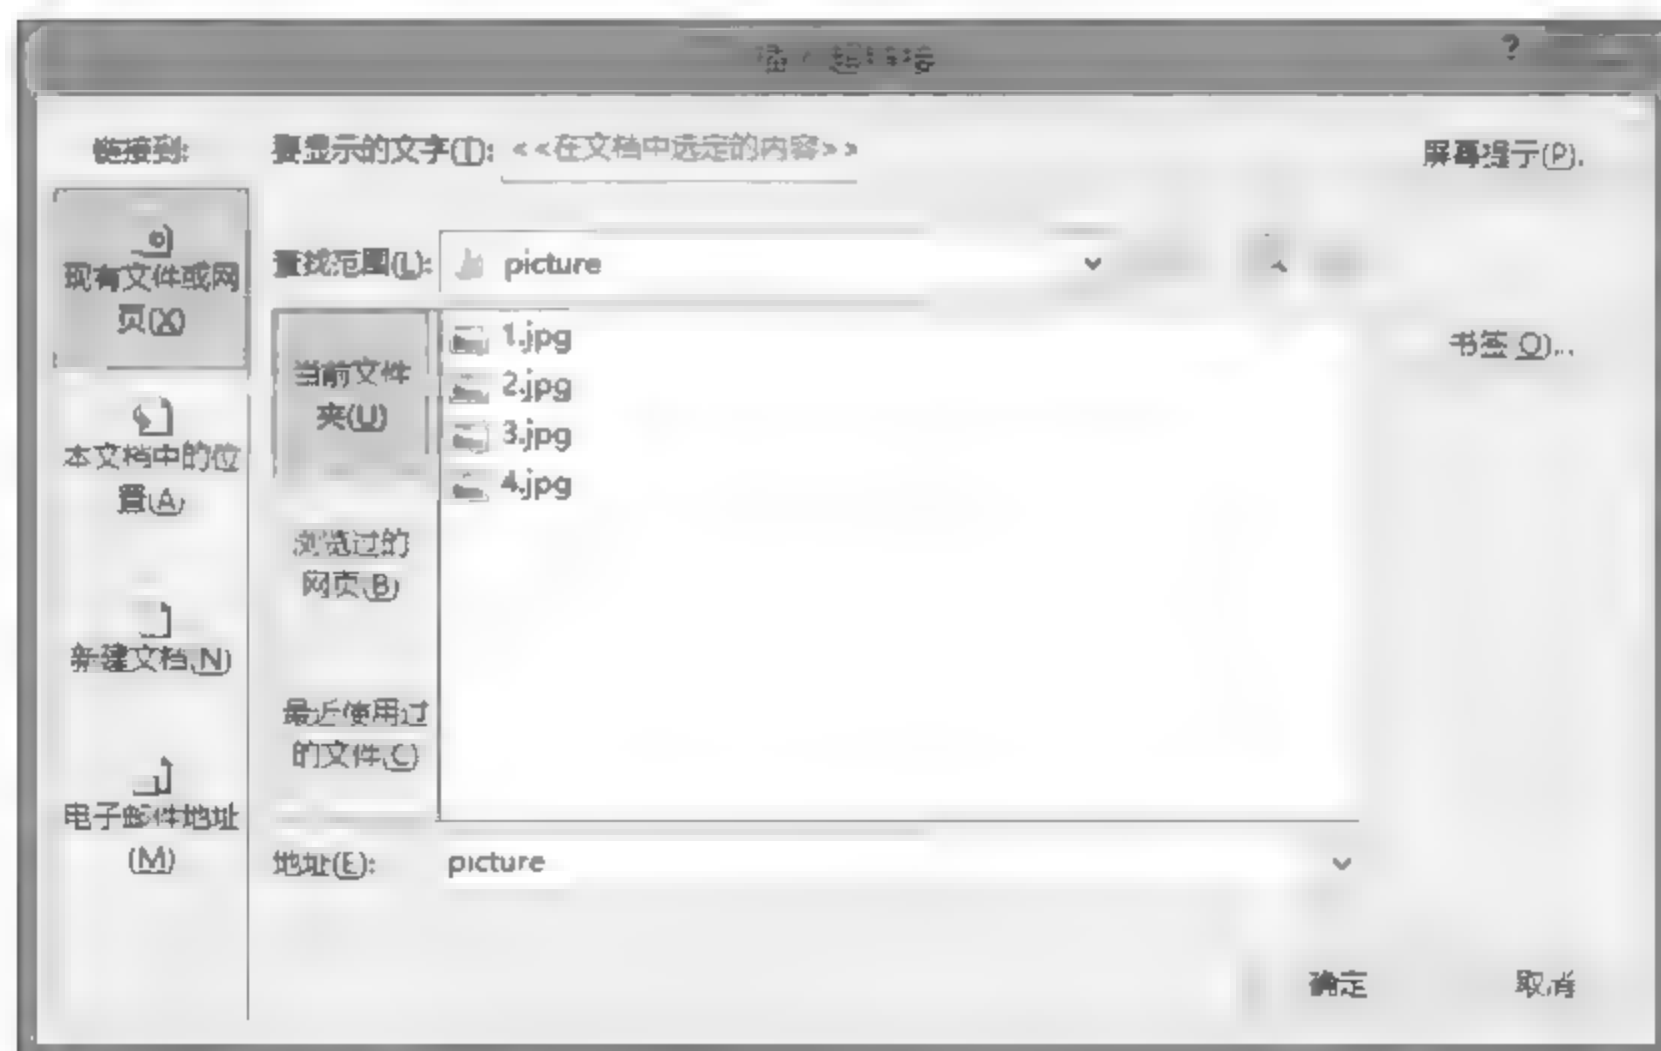 ?
链接到:
要显示的文字(T): <<在文档中选定的内容>>
屏幕提示(P).
现有文件或网
页(X)
查找范围(L):
picture
当前文件
夹(U)
1.jpg
2.jpg
3.jpg
4.jpg
书签 O)...
本文档中的位
置(A)
浏览过的
网页(B)
新建文档(N)
最近使用过
的文件(C)
电子邮件地址
(M)
地址(E):
picture
确定
取消